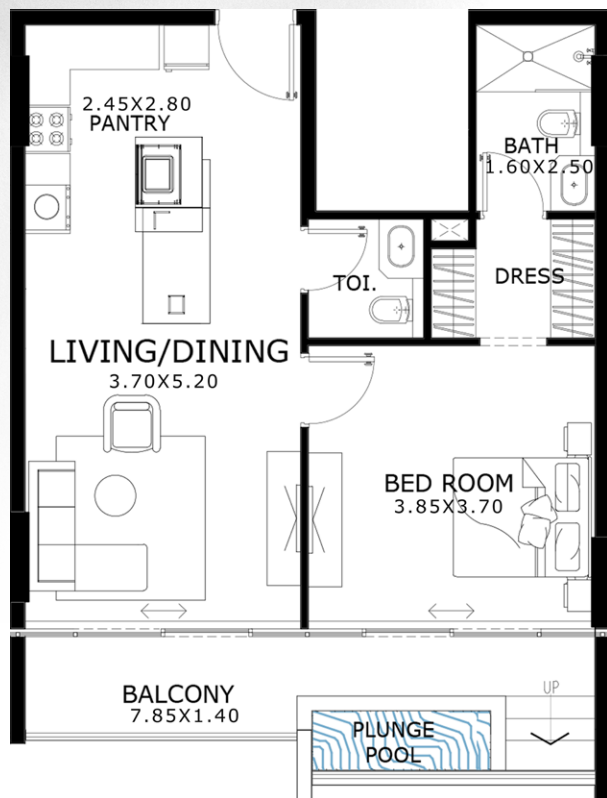 2.45X2.80
PANTRY
BATH
1.60X2.50
TOI.
DRESS
LIVING/DINING
3.70X5.20
BED ROOM
3.85X3.70
BALCONY
7.85X1.40
UP
PLUNGE
POOL